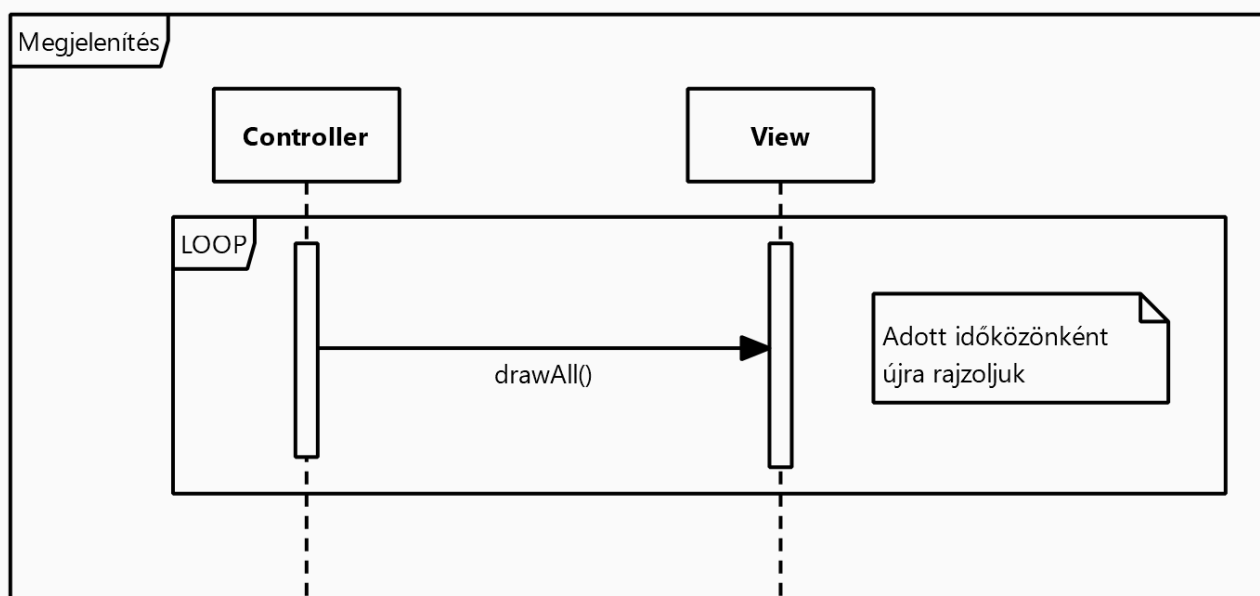 Megjelenítés
Controller
View
LOOP
Adott időközönként
újra rajzoljuk
drawAll()